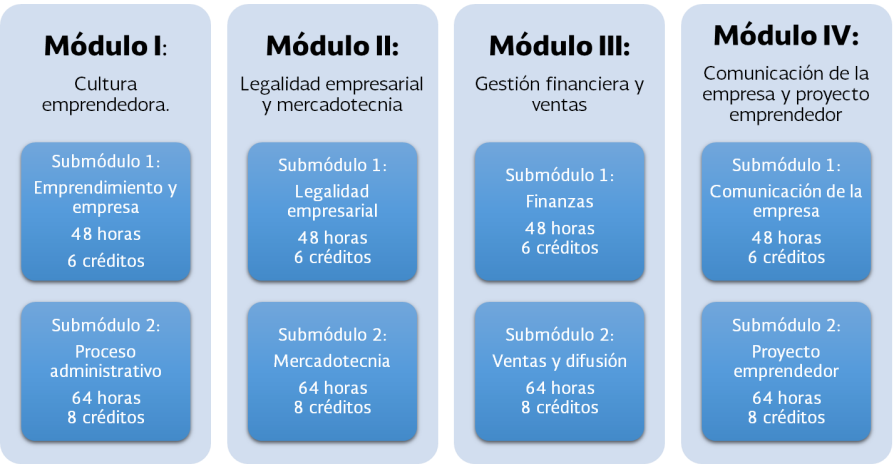 Módulo I:
Cultura
emprendedora.
Submódulo 1:
Emprendimiento y
empresa
48 horas
6 créditos
Submódulo 2:
Proceso
administrativo
64 horas
8 créditos
Módulo II:
Legalidad empresarial
y mercadotecnia
Submódulo 1:
Legalidad
empresarial
48 horas
6 créditos
Submódulo 2:
Mercadotecnia
64 horas
8 créditos
Módulo III:
Gestión financiera y
ventas
Submódulo 1:
Finanzas
48 horas
6 créditos
Submódulo 2:
Ventas y difusión
64 horas
8 créditos
Módulo IV:
Comunicación de la
empresa y proyecto
emprendedor
Submódulo 1:
Comunicación de la
empresa
48 horas
6 créditos
Submódulo 2:
Proyecto
emprendedor
64 horas
8 créditos